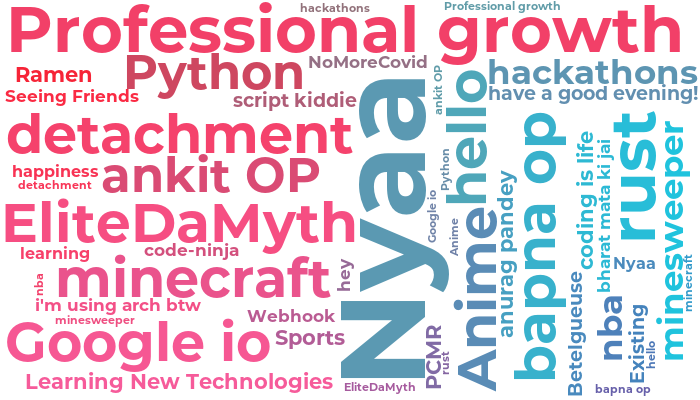 hackathons
Professional growth
Professional growth
Python
NoMoreCovid
Ramen
Seeing Friends
script kiddie
ankit OP
hackathons
have a good evening!
detachment
happiness
detachment
ankit OP
EliteDaMyth
learning
code-ninja
nba
minecraft
hey
i'm using arch btw
minesweeper
Webhook
Google io
Sports
Learning New Technologies
Nyaa
EliteDaMyth
hello
Python
Google io
Anime
Anime
PCMR
rust
anurag pandey
bapna op
coding is life
bharat mata ki jai
rust
minesweeper
Nyaa
Betelgeuse
nba
Existing
hello
minecraft
bapna op